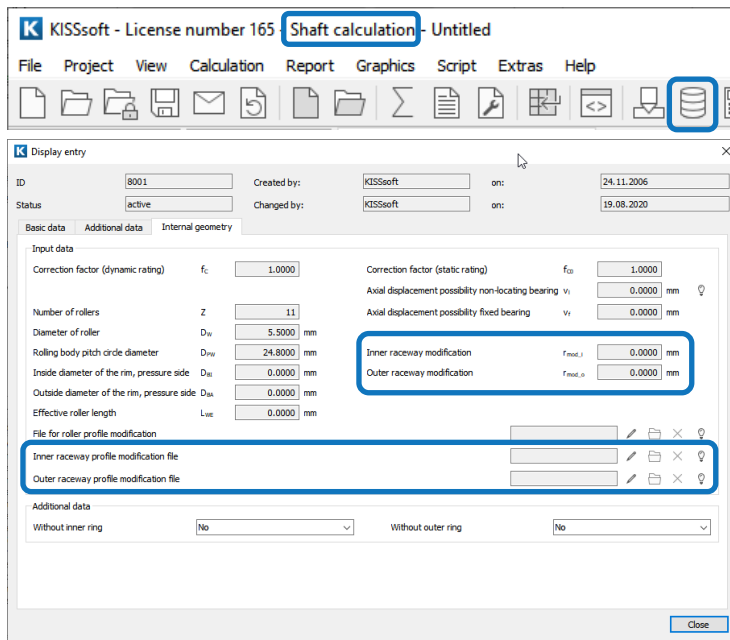 KISSsoft - License number 165 - Shaft calculation - Untitled
File Project View Calculation Report Graphics Script Extras Help
Display entry
ID 8001 Created by: KISSsoft on: 24.11.2006
Status active Changed by: KISSsoft on: 19.08.2020
Basic data Additional data Internal geometry
Input data
Correction factor (dynamic rating) fC 1.0000 Correction factor (static rating) fC0 1.0000
Axial displacement possibility non-locating bearing vl 0.0000 mm
Number of rollers Z 11 Axial displacement possibility fixed bearing vf 0.0000 mm
Diameter of roller DW 5.5000 mm
Rolling body pitch circle diameter DPW 24.8000 mm Inner raceway modification rmod_i 0.0000 mm
Inside diameter of the rim, pressure side DBI 0.0000 mm Outer raceway modification rmod_o 0.0000 mm
Outside diameter of the rim, pressure side DBA 0.0000 mm
Effective roller length LWE 0.0000 mm
File for roller profile modification
Inner raceway profile modification file
Outer raceway profile modification file
Additional data
Without inner ring No Without outer ring No
Close